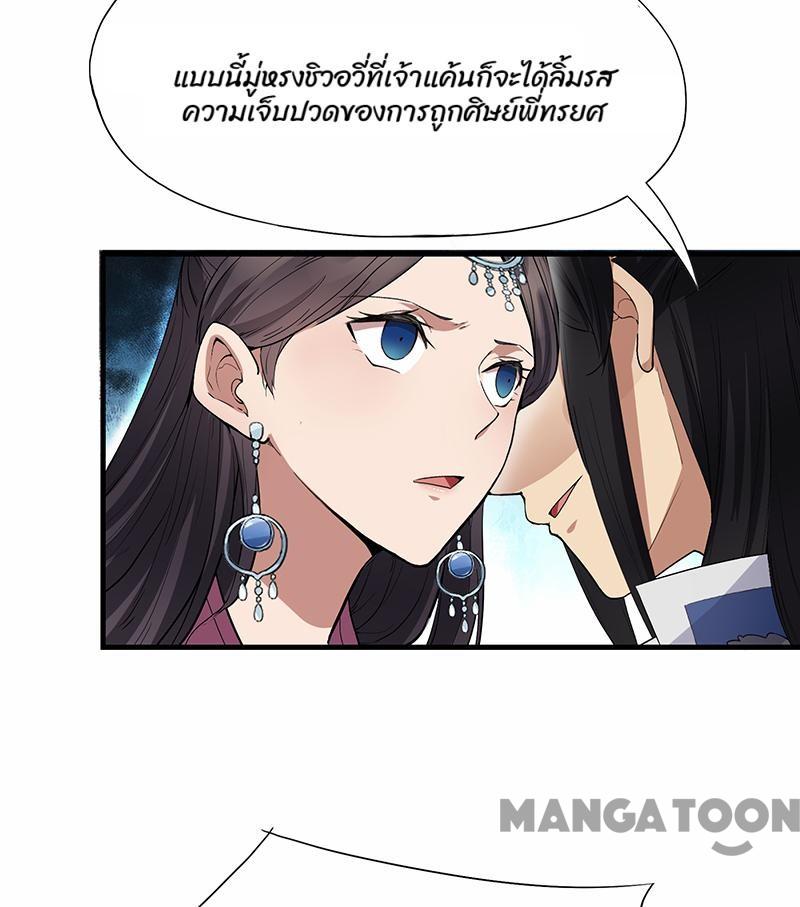 แบบนี้มู่หรงชิวอวี่ที่เจ้าแค้นก็จะได้ลิ้มรส
ความเจ็บปวดของการถูกศิษย์พี่ทรยศ
MANGATOON